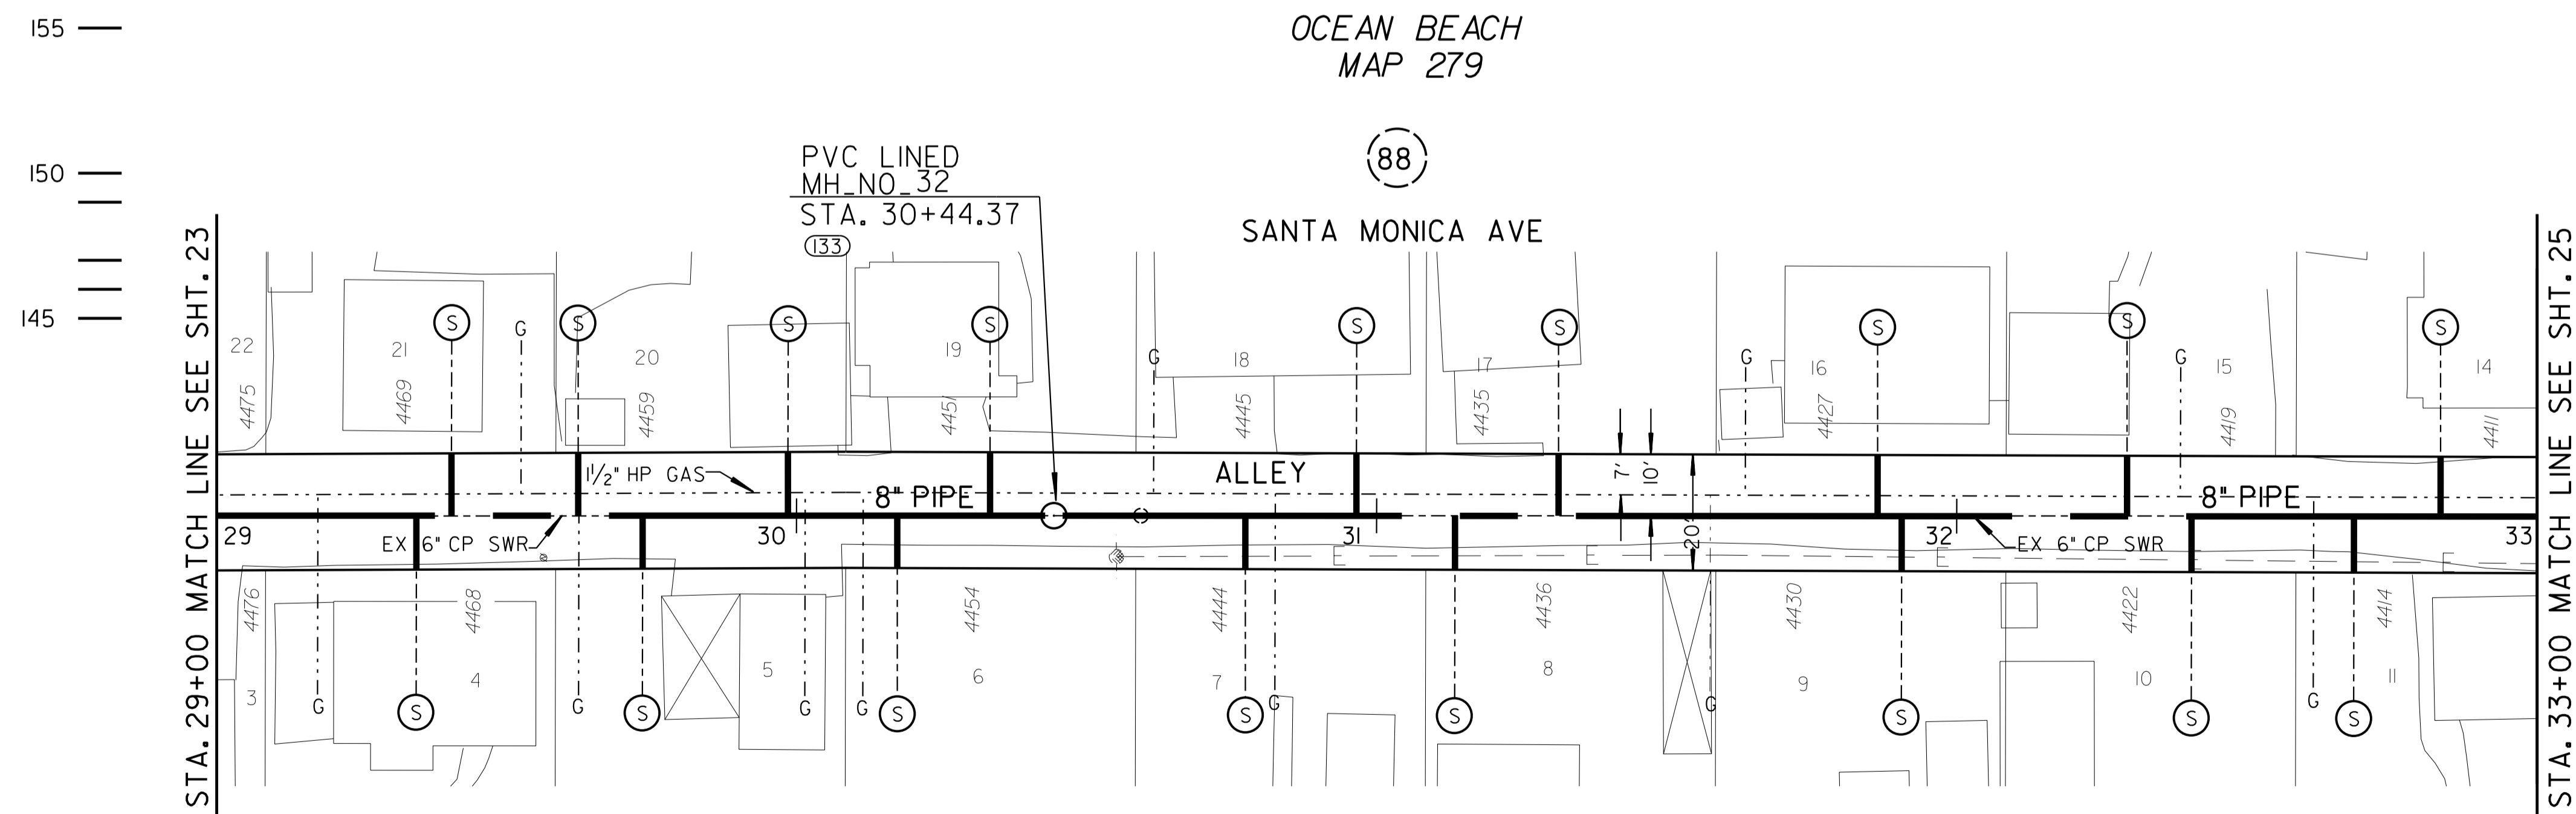 155
OCEAN BEACH
MAP 279
150
PVC LINED
MH_NO_32
STA. 30+44.37
133
88
SANTA MONICA AVE
145
STA. 29+00 MATCH LINE SEE SHT. 23
STA. 33+00 MATCH LINE SEE SHT. 25
S S S S S S S S S
G G G G
22 21 20 19 18 17 16 15 14
4475 4469 4459 4451 4445 4435 4427 4419 4411
1 1/2" HP GAS
8" PIPE
ALLEY
7'
10'
20'
8" PIPE
29 30 31 32 33
EX 6" CP SWR
EX 6" CP SWR
E E E E E
4476 4468 4454 4444 4436 4430 4422 4414
3 4 5 6 7 8 9 10 11
G G G G G G G
S S S S S S S S